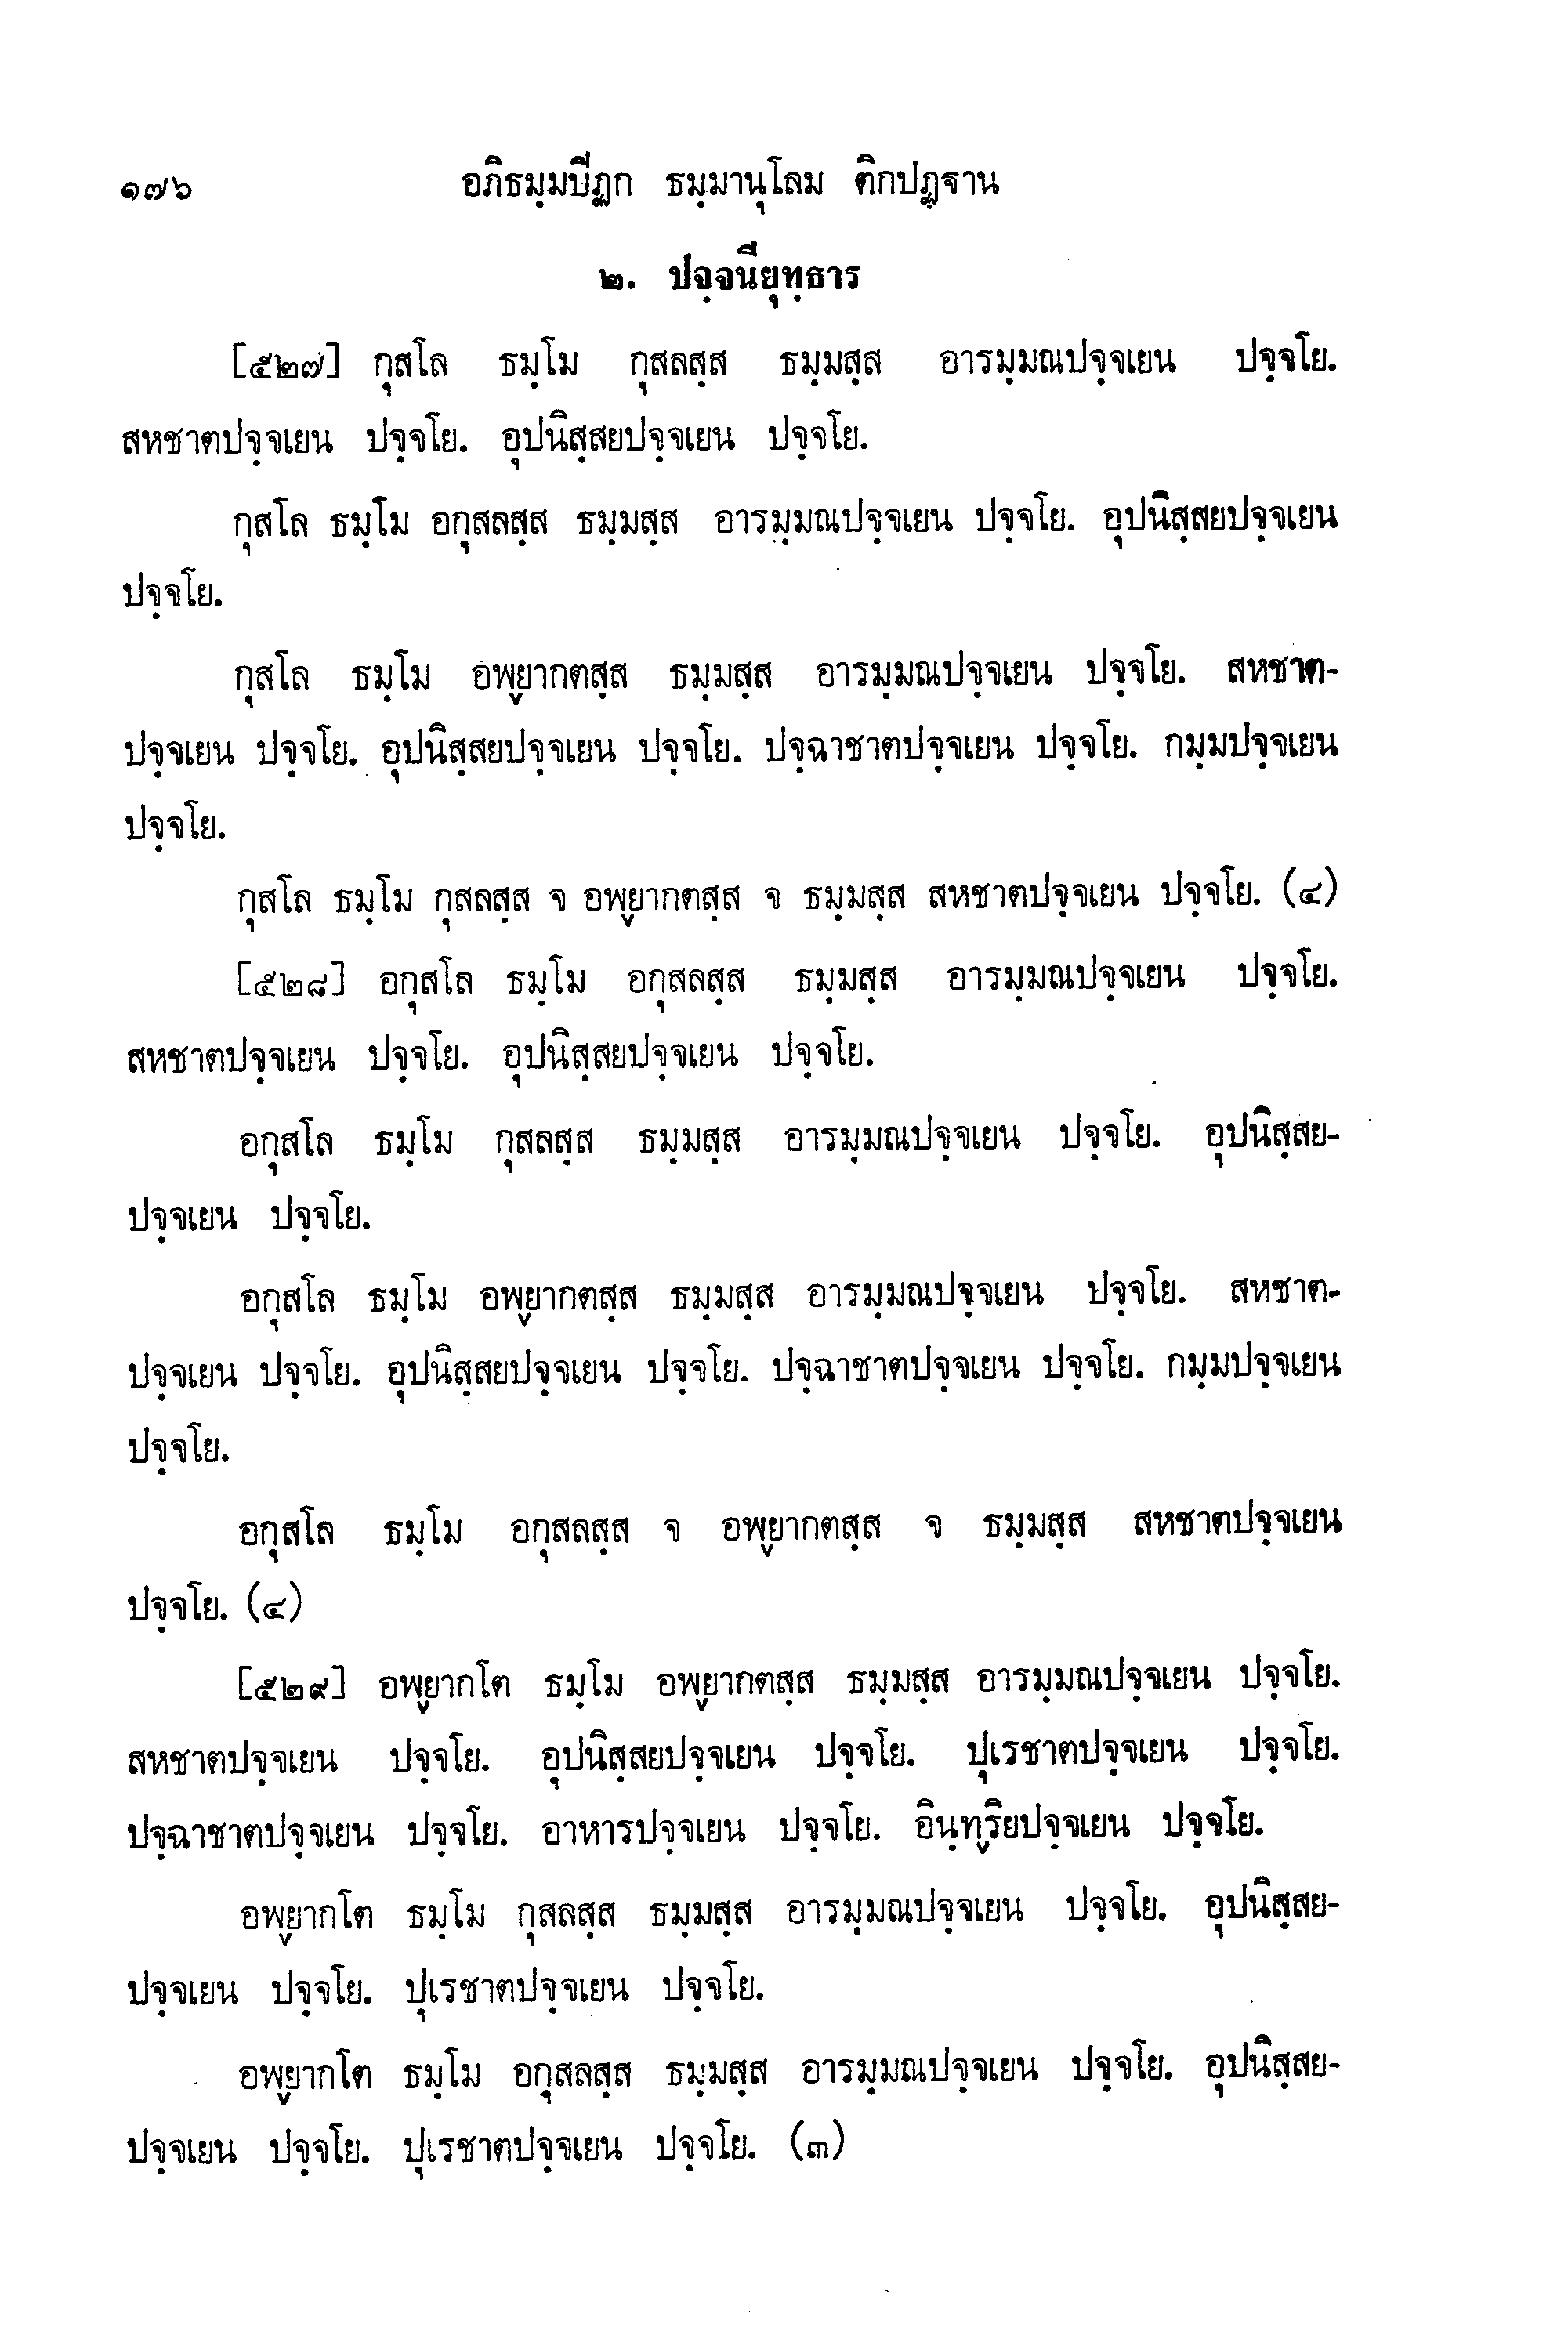 ๑๗๖ อภิธมฺมปีฏก ธมฺมานุโลม ติกปฏฺฐาน
๒. ปจฺจนียุทฺธาร
[๕๒๗] กุสโล ธมฺโม กุสลสฺส ธมฺมสฺส อารมฺมณปจฺจเยน ปจฺจโย.
สหชาตปจฺจเยน ปจฺจโย. อุปนิสฺสยปจฺจเยน ปจฺจโย.
กุสโล ธมฺโม อกุสลสฺส ธมฺมสฺส อารมฺมณปจฺจเยน ปจฺจโย. อุปนิสฺสยปจฺจเยน
ปจฺจโย.
กุสโล ธมฺโม อพฺยากตสฺส ธมฺมสฺส อารมฺมณปจฺจเยน ปจฺจโย. สหชาต-
ปจฺจเยน ปจฺจโย. อุปนิสฺสยปจฺจเยน ปจฺจโย. ปจฺฉาชาตปจฺจเยน ปจฺจโย. กมฺมปจฺจเยน
ปจฺจโย.
กุสโล ธมฺโม กุสลสฺส จ อพฺยากตสฺส จ ธมฺมสฺส สหชาตปจฺจเยน ปจฺจโย. (๔)
[๕๒๘] อกุสโล ธมฺโม อกุสลสฺส ธมฺมสฺส อารมฺมณปจฺจเยน ปจฺจโย.
สหชาตปจฺจเยน ปจฺจโย. อุปนิสฺสยปจฺจเยน ปจฺจโย.
อกุสโล ธมฺโม กุสลสฺส ธมฺมสฺส อารมฺมณปจฺจเยน ปจฺจโย. อุปนิสฺสย-
ปจฺจเยน ปจฺจโย.
อกุสโล ธมฺโม อพฺยากตสฺส ธมฺมสฺส อารมฺมณปจฺจเยน ปจฺจโย. สหชาต-
ปจฺจเยน ปจฺจโย. อุปนิสฺสยปจฺจเยน ปจฺจโย. ปจฺฉาชาตปจฺจเยน ปจฺจโย. กมฺมปจฺจเยน
ปจฺจโย.
อกุสโล ธมฺโม อกุสลสฺส จ อพฺยากตสฺส จ ธมฺมสฺส สหชาตปจฺจเยน
ปจฺจโย. (๔)
[๕๒๙] อพฺยากโต ธมฺโม อพฺยากตสฺส ธมฺมสฺส อารมฺมณปจฺจเยน ปจฺจโย.
สหชาตปจฺจเยน ปจฺจโย. อุปนิสฺสยปจฺจเยน ปจฺจโย. ปุเรชาตปจฺจเยน ปจฺจโย.
ปจฺฉาชาตปจฺจเยน ปจฺจโย. อาหารปจฺจเยน ปจฺจโย. อินฺทฺริยปจฺจเยน ปจฺจโย.
อพฺยากโต ธมฺโม กุสลสฺส ธมฺมสฺส อารมฺมณปจฺจเยน ปจฺจโย. อุปนิสฺสย-
ปจฺจเยน ปจฺจโย. ปุเรชาตปจฺจเยน ปจฺจโย.
อพฺยากโต ธมฺโม อกุสลสฺส ธมฺมสฺส อารมฺมณปจฺจเยน ปจฺจโย. อุปนิสฺสย-
ปจฺจเยน ปจฺจโย. ปุเรชาตปจฺจเยน ปจฺจโย. (๓)